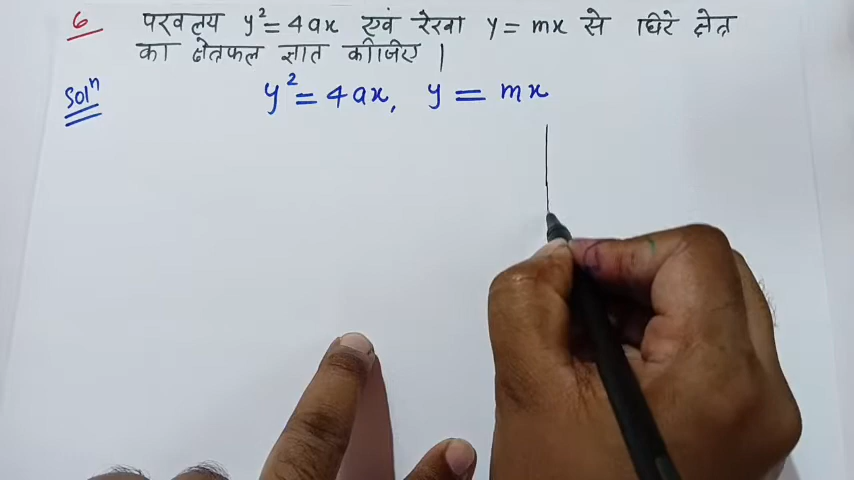 6 परवलय y² = 4ax एवं रेखा y = mx से घिरे क्षेत्र
का क्षेत्रफल ज्ञात कीजिए |
Solⁿ y² = 4ax, y = mx